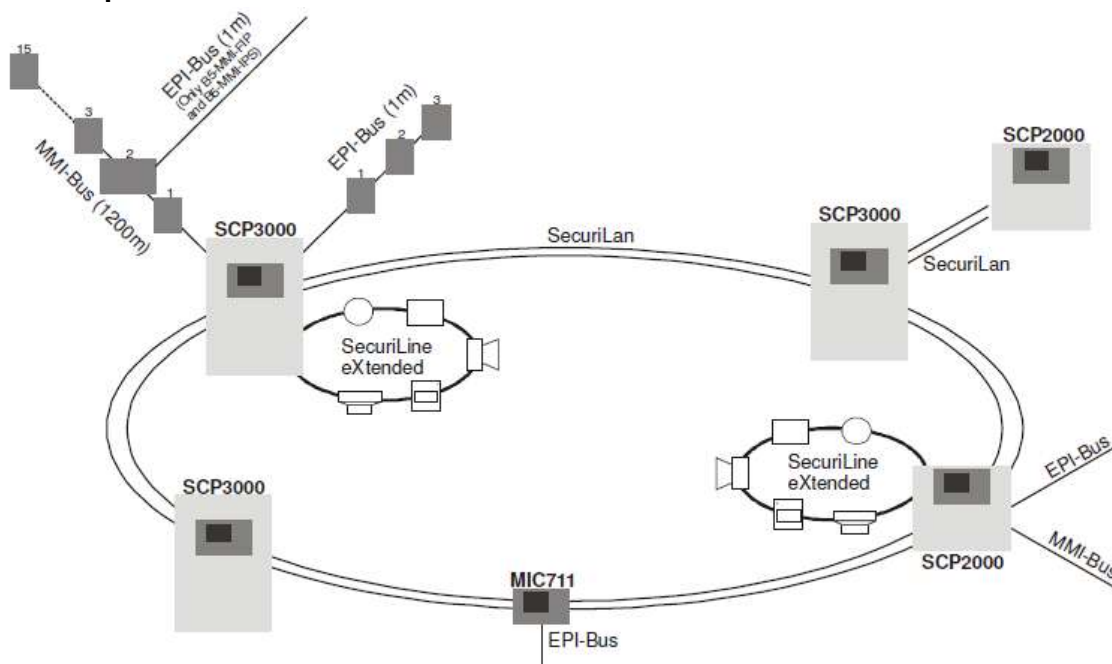 15
3
2
1
MMI-Bus (1200m)
EPI-Bus (1m)
(Only B5-MMI-FIP
and B5-MMI-IPS)
EPI-Bus (1m)
1
2
3
SCP3000
SecuriLan
SCP3000
SCP2000
SecuriLan
SecuriLine
eXtended
SecuriLine
eXtended
SCP3000
MIC711
EPI-Bus
SCP2000
EPI-Bus
MMI-Bus